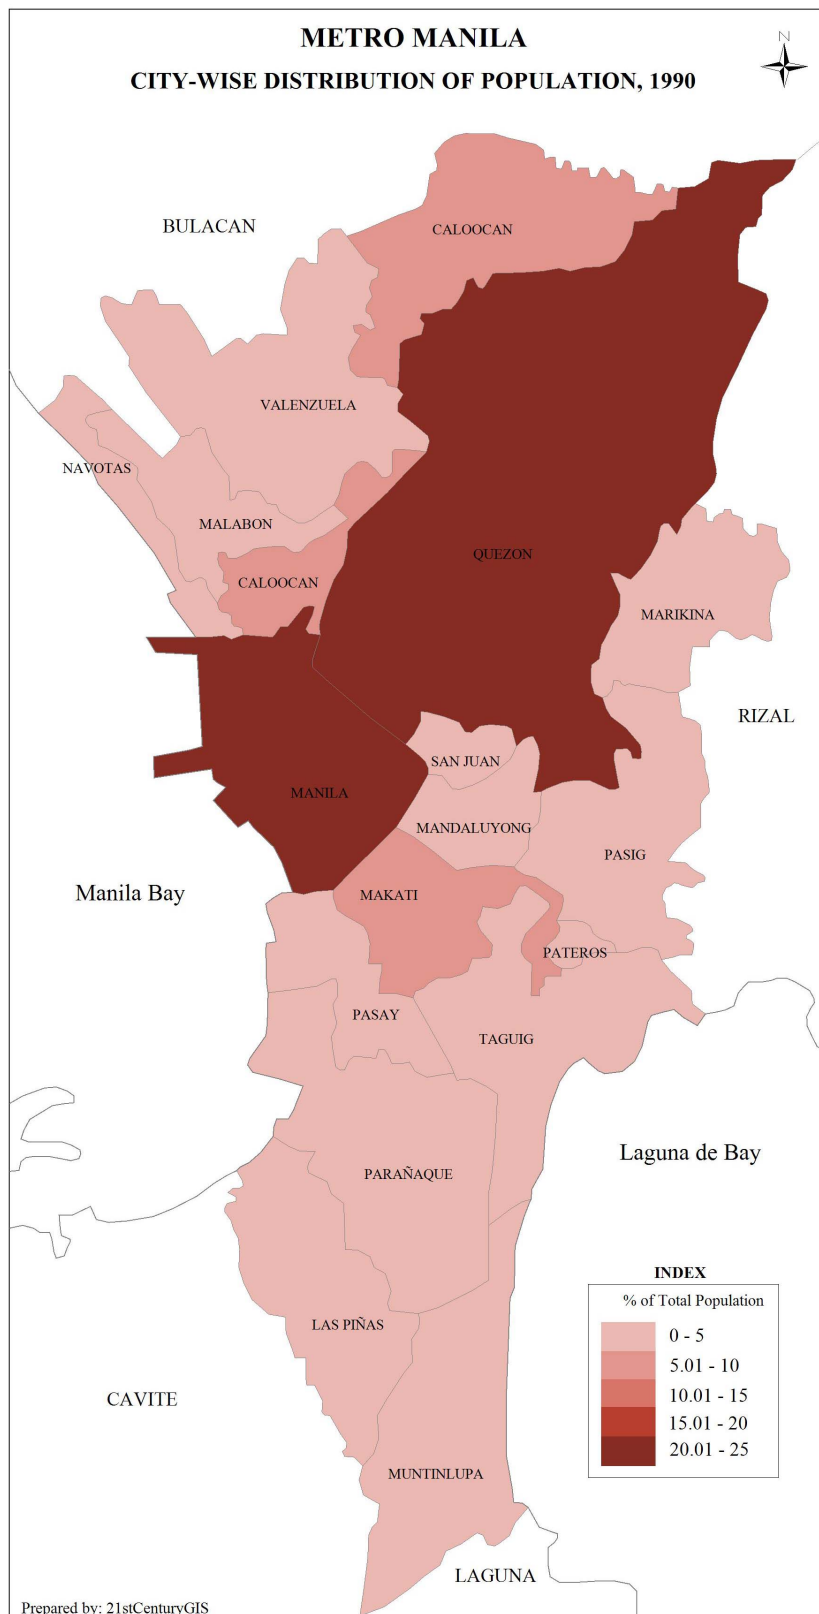 METRO MANILA
CITY-WISE DISTRIBUTION OF POPULATION, 1990
N
BULACAN
CALOOCAN
VALENZUELA
NAVOTAS
MALABON
QUEZON
CALOOCAN
MARIKINA
RIZAL
SAN JUAN
MANILA
MANDALUYONG
PASIG
Manila Bay
MAKATI
PATEROS
PASAY
TAGUIG
Laguna de Bay
PARAÑAQUE
INDEX
% of Total Population
0 - 5
5.01 - 10
10.01 - 15
15.01 - 20
20.01 - 25
LAS PIÑAS
CAVITE
MUNTINLUPA
LAGUNA
Prepared by: 21stCenturyGIS